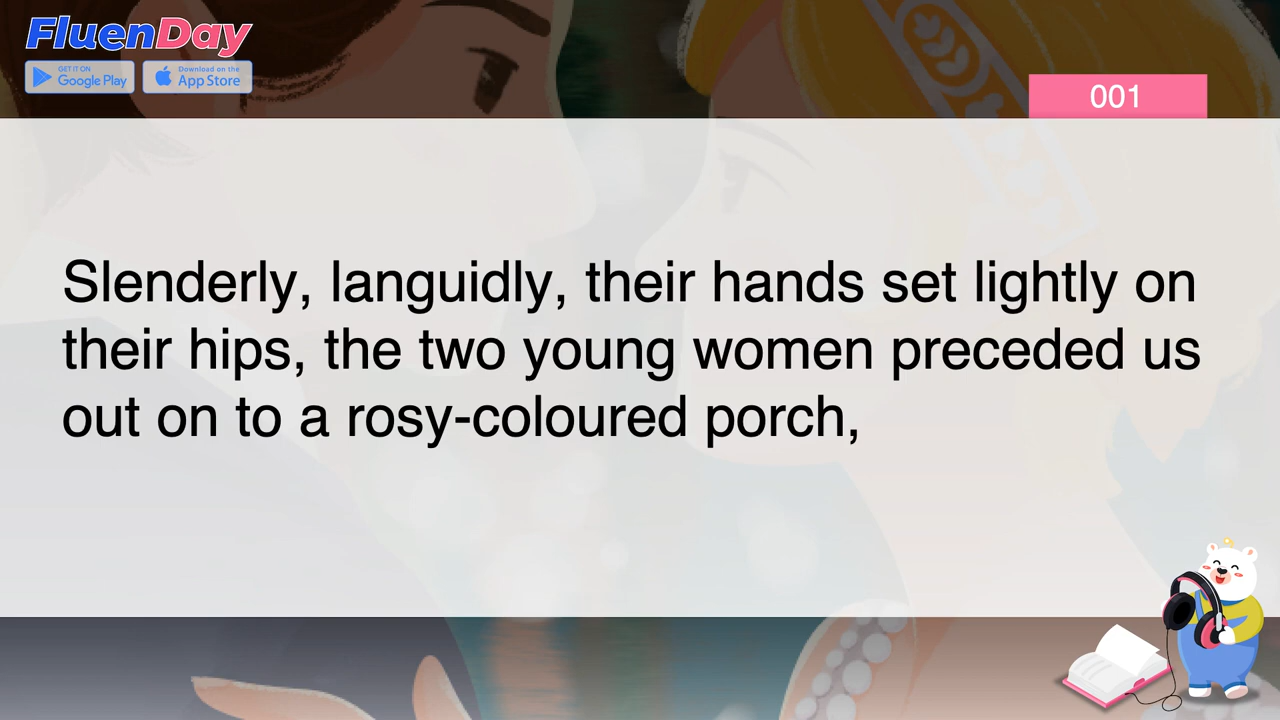 FluenDay
GET IT ON
Google Play
Download on the
App Store
001
Slenderly, languidly, their hands set lightly on
their hips, the two young women preceded us
out on to a rosy-coloured porch,